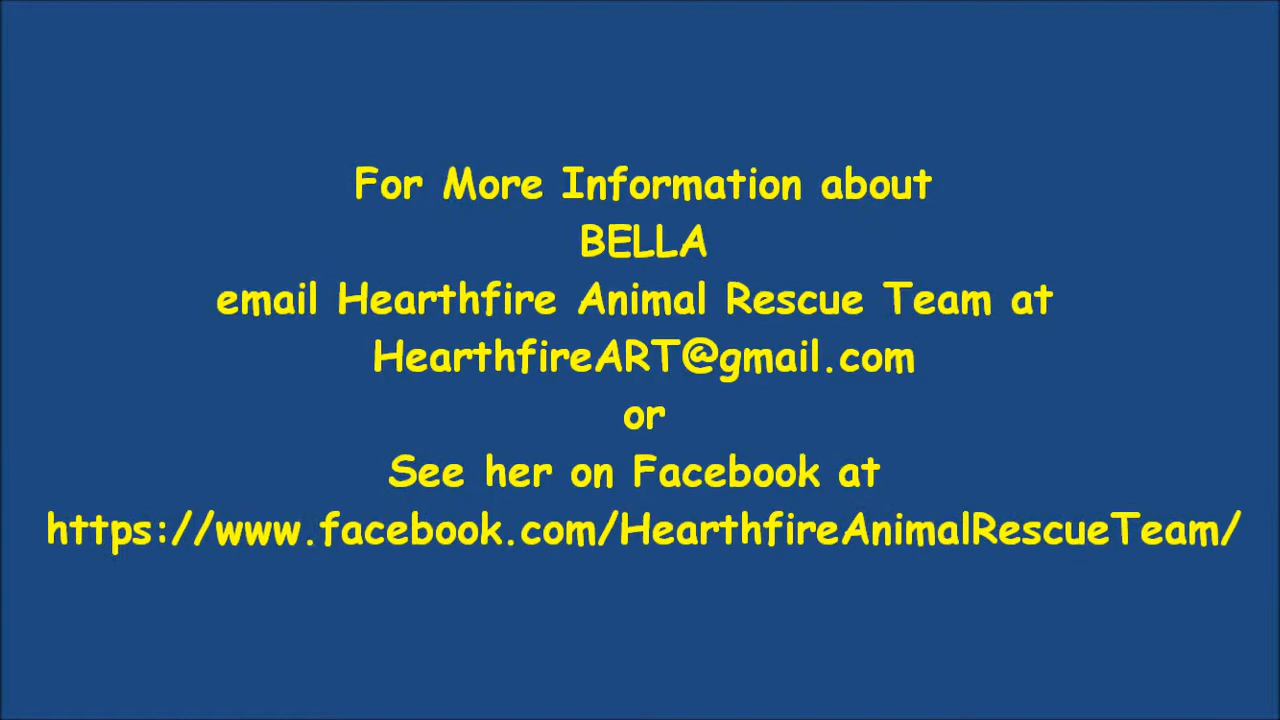 For More Information about
BELLA
email Hearthfire Animal Rescue Team at
HearthfireART@gmail.com
or
See her on Facebook at
https://www.facebook.com/HearthfireAnimalRescueTeam/